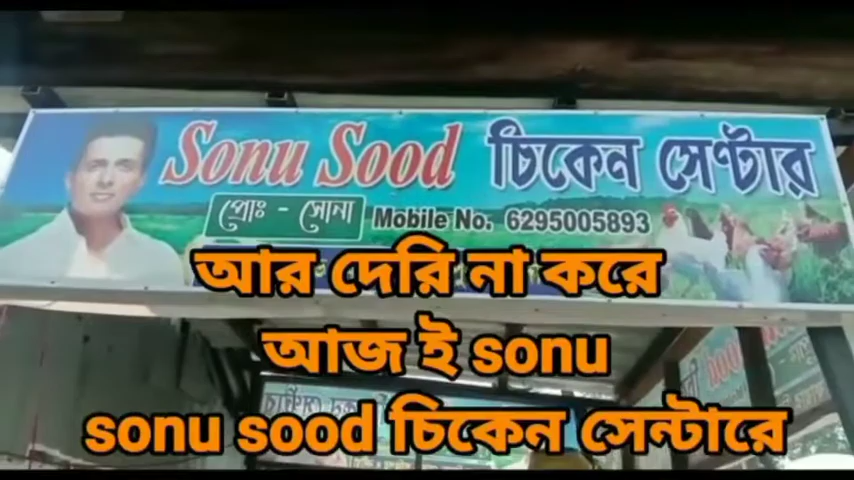 Sonu Sood চিকেন সেণ্টার
প্রোঃ - সোনা Mobile No. 6295005893
আর দেরি না করে
আজ ই sonu
sonu sood চিকেন সেন্টারে